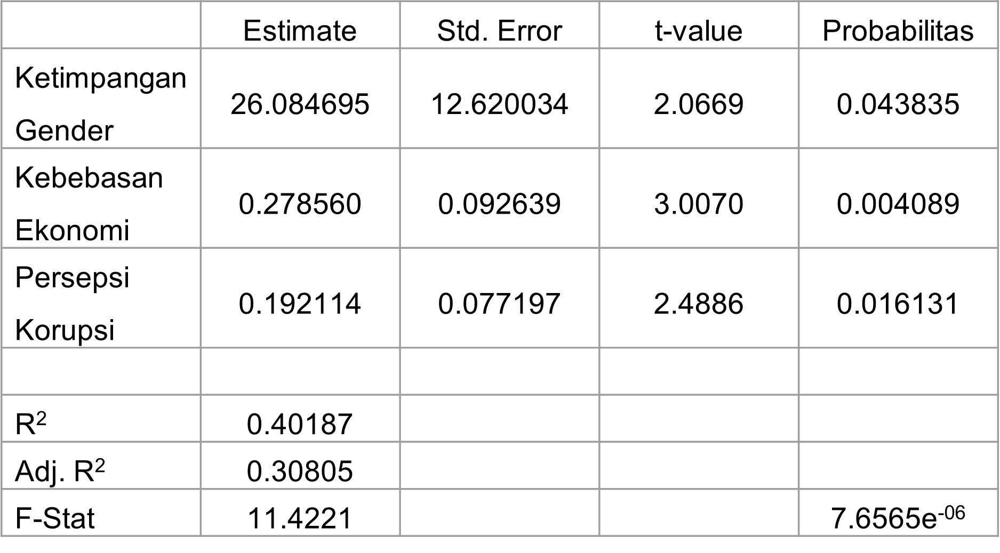 Estimate Std. Error t-value Probabilitas
Ketimpangan
Gender 26.084695 12.620034 2.0669 0.043835
Kebebasan
Ekonomi 0.278560 0.092639 3.0070 0.004089
Persepsi
Korupsi 0.192114 0.077197 2.4886 0.016131
R² 0.40187
Adj. R² 0.30805
F-Stat 11.4221 7.6565e⁻⁰⁶